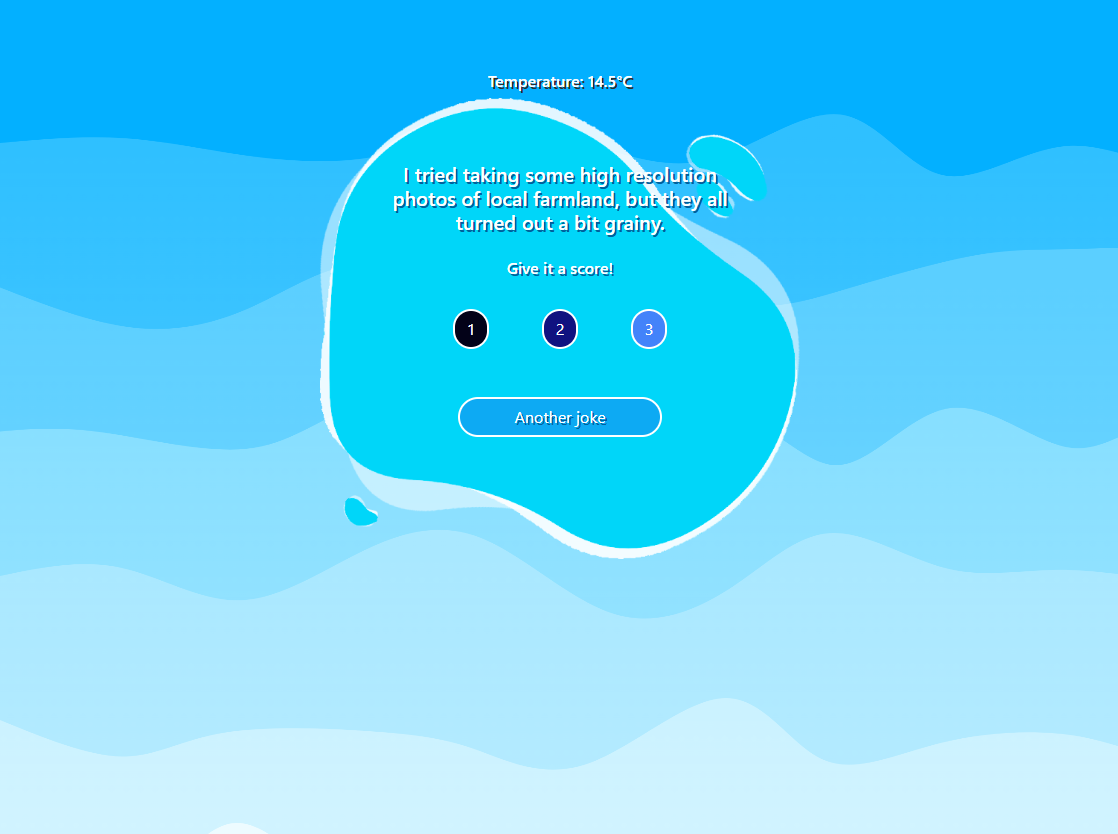 Temperature: 14.5°C
I tried taking some high resolution
photos of local farmland, but they all
turned out a bit grainy.
Give it a score!
1 2 3
Another joke